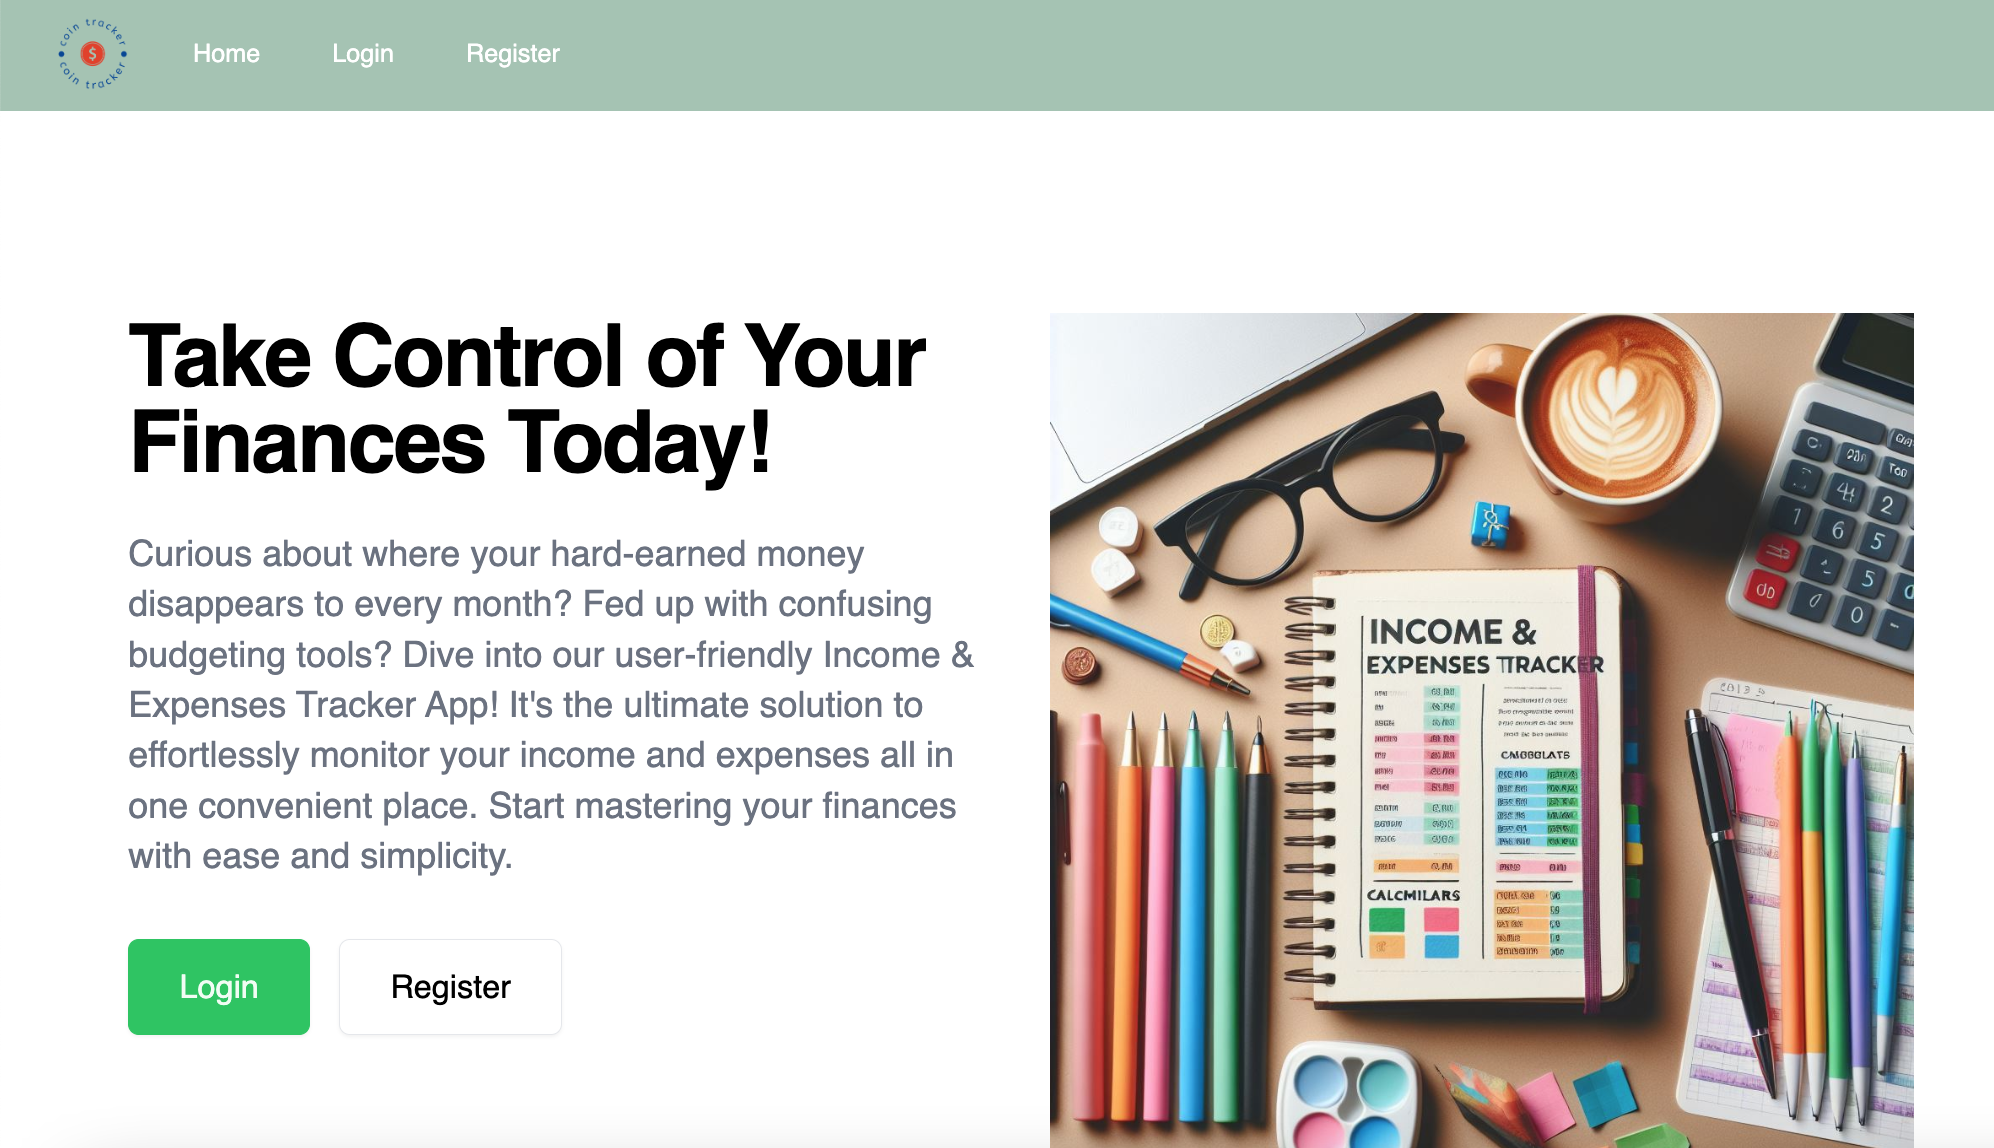 coin tracker
$
coin tracker
Home
Login
Register
Take Control of Your
Finances Today!
Curious about where your hard-earned money
disappears to every month? Fed up with confusing
budgeting tools? Dive into our user-friendly Income &
Expenses Tracker App! It's the ultimate solution to
effortlessly monitor your income and expenses all in
one convenient place. Start mastering your finances
with ease and simplicity.
Login
Register
INCOME &
EXPENSES TTRACKER
CALCMILARS